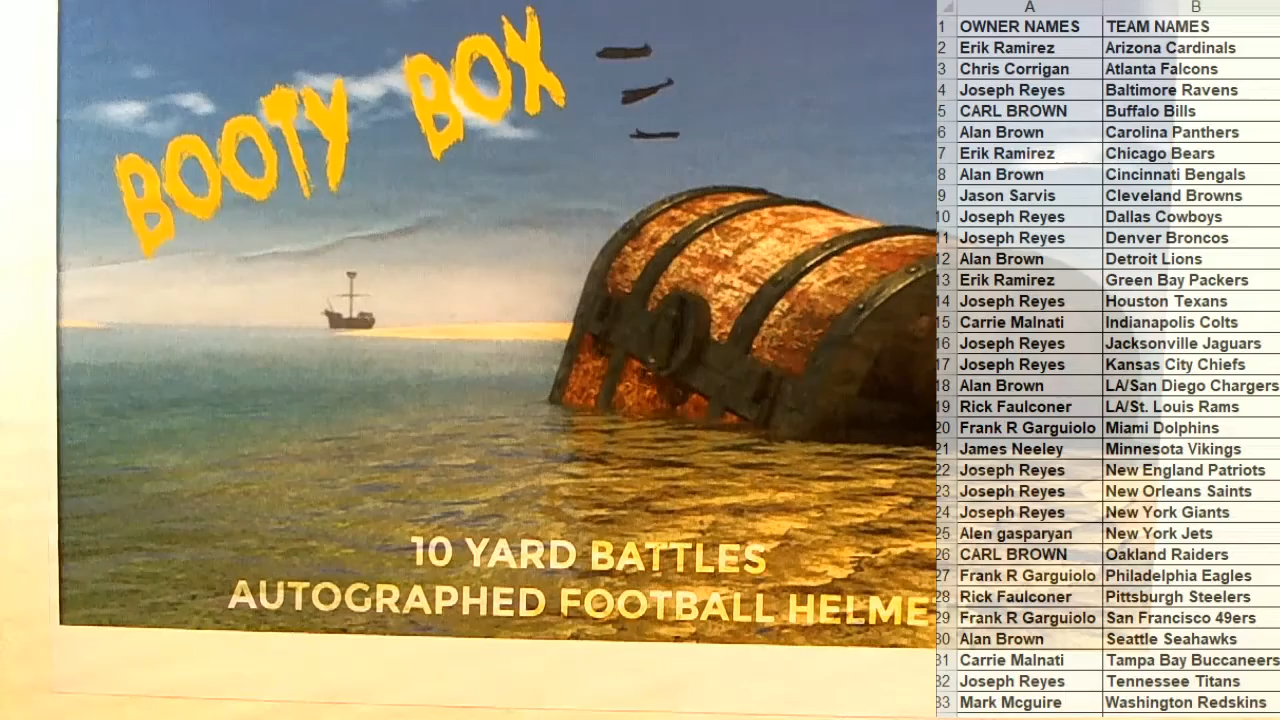 BOOTY BOX
10 YARD BATTLES
AUTOGRAPHED FOOTBALL HELME
A B
1 OWNER NAMES TEAM NAMES
2 Erik Ramirez Arizona Cardinals
3 Chris Corrigan Atlanta Falcons
4 Joseph Reyes Baltimore Ravens
5 CARL BROWN Buffalo Bills
6 Alan Brown Carolina Panthers
7 Erik Ramirez Chicago Bears
8 Alan Brown Cincinnati Bengals
9 Jason Sarvis Cleveland Browns
10 Joseph Reyes Dallas Cowboys
11 Joseph Reyes Denver Broncos
12 Alan Brown Detroit Lions
13 Erik Ramirez Green Bay Packers
14 Joseph Reyes Houston Texans
15 Carrie Malnati Indianapolis Colts
16 Joseph Reyes Jacksonville Jaguars
17 Joseph Reyes Kansas City Chiefs
18 Alan Brown LA/San Diego Chargers
19 Rick Faulconer LA/St. Louis Rams
20 Frank R Garguiolo Miami Dolphins
21 James Neeley Minnesota Vikings
22 Joseph Reyes New England Patriots
23 Joseph Reyes New Orleans Saints
24 Joseph Reyes New York Giants
25 Alen gasparyan New York Jets
26 CARL BROWN Oakland Raiders
27 Frank R Garguiolo Philadelphia Eagles
28 Rick Faulconer Pittsburgh Steelers
29 Frank R Garguiolo San Francisco 49ers
30 Alan Brown Seattle Seahawks
31 Carrie Malnati Tampa Bay Buccaneers
32 Joseph Reyes Tennessee Titans
33 Mark Mcguire Washington Redskins